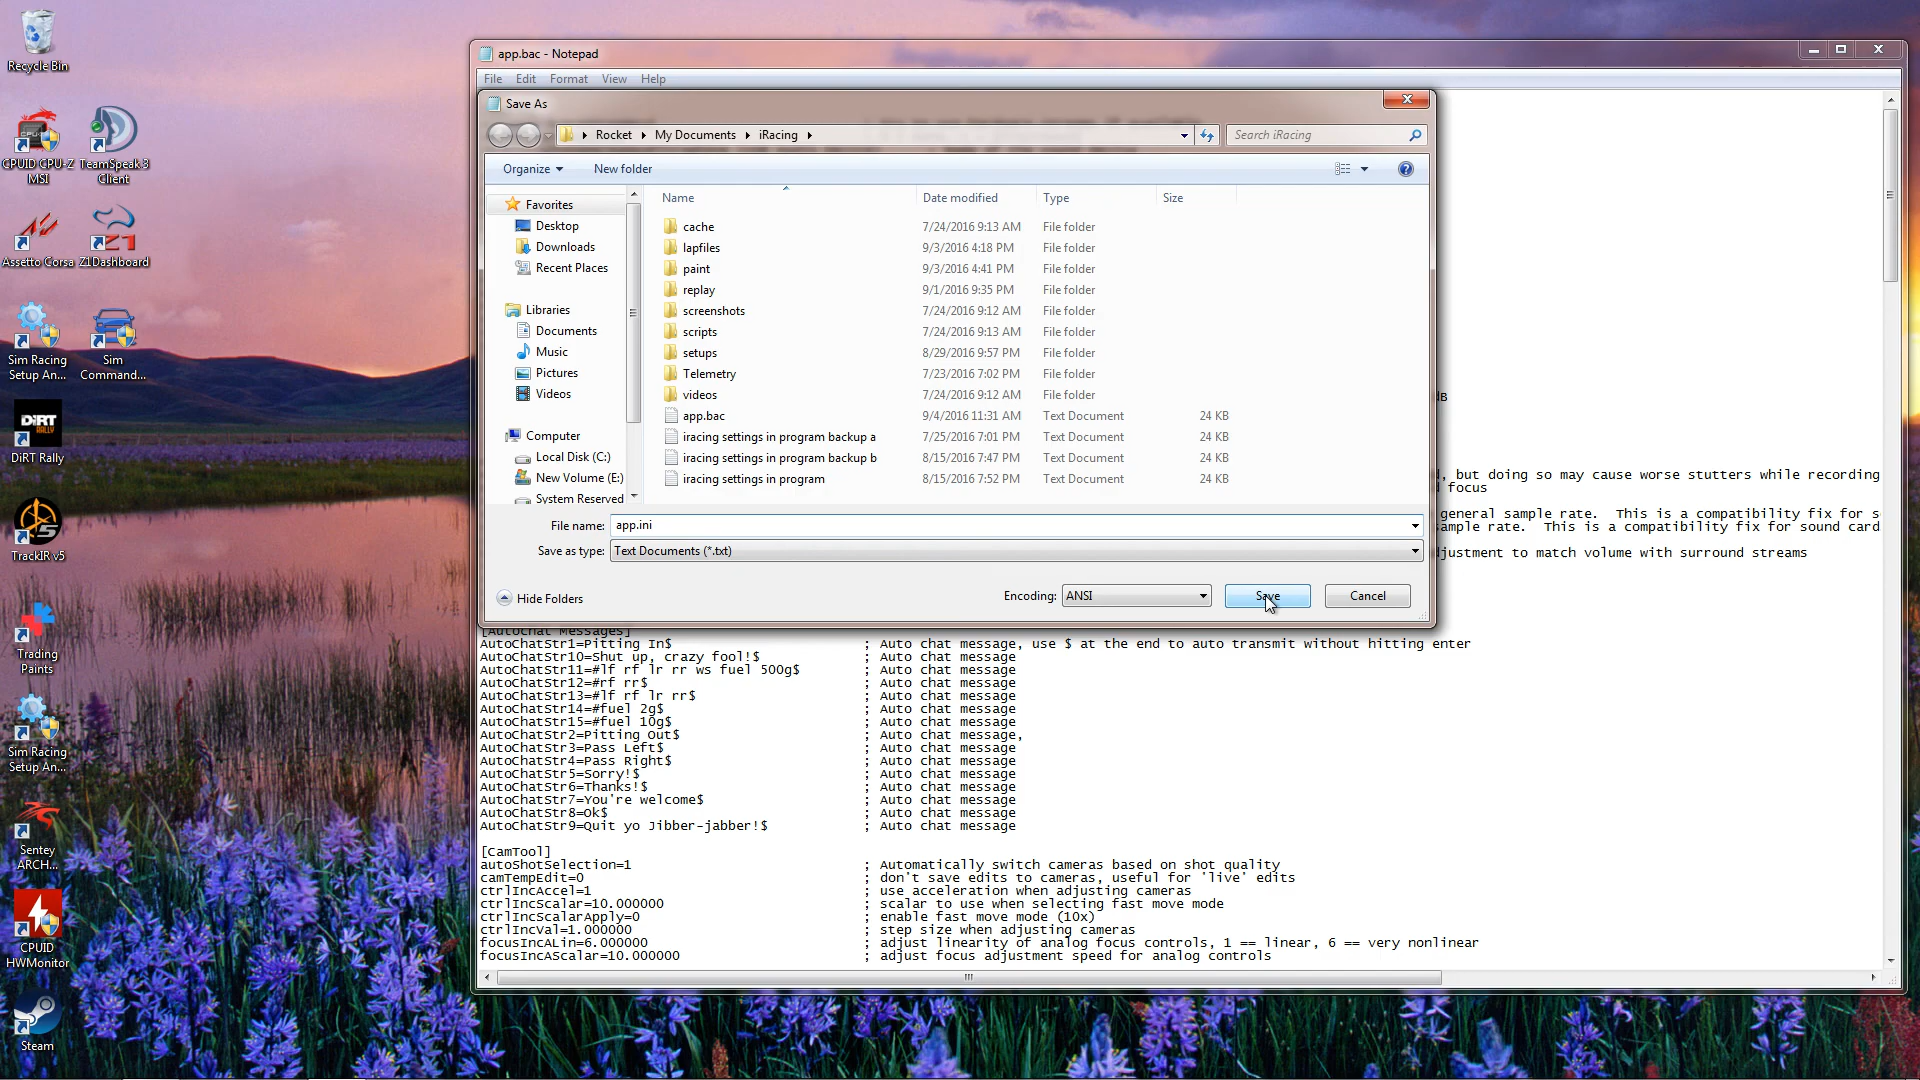 Recycle Bin
CPUID CPU-Z
MSI
TeamSpeak 3
Client
Assetto Corsa
Z1Dashboard
Sim Racing
Setup An...
Sim
Command...
DiRT
RALLY
DiRT Rally
TrackIR v5
Trading
Paints
Sim Racing
Setup An...
Sentey
ARCH...
CPUID
HWMonitor
Steam
app.bac - Notepad
File Edit Format View Help
Save As
Rocket My Documents iRacing
Search iRacing
Organize New folder
Favorites
Desktop
Downloads
Recent Places
Libraries
Documents
Music
Pictures
Videos
Computer
Local Disk (C:)
New Volume (E:)
System Reserved
Name Date modified Type Size
cache 7/24/2016 9:13 AM File folder
lapfiles 9/3/2016 4:18 PM File folder
paint 9/3/2016 4:41 PM File folder
replay 9/1/2016 9:35 PM File folder
screenshots 7/24/2016 9:12 AM File folder
scripts 7/24/2016 9:13 AM File folder
setups 8/29/2016 9:57 PM File folder
Telemetry 7/23/2016 7:02 PM File folder
videos 7/24/2016 9:12 AM File folder
app.bac 9/4/2016 11:31 AM Text Document 24 KB
iracing settings in program backup a 7/25/2016 7:01 PM Text Document 24 KB
iracing settings in program backup b 8/15/2016 7:47 PM Text Document 24 KB
iracing settings in program 8/15/2016 7:52 PM Text Document 24 KB
File name: app.ini
Save as type: Text Documents (*.txt)
Hide Folders Encoding: ANSI Save Cancel
, but doing so may cause worse stutters while recording
focus
general sample rate. This is a compatibility fix for s
ample rate. This is a compatibility fix for sound card
justment to match volume with surround streams
[AutoChat Messages]
AutoChatStr1=Pitting In$ ; Auto chat message, use $ at the end to auto transmit without hitting enter
AutoChatStr10=Shut up, crazy fool!$ ; Auto chat message
AutoChatStr11=#lf rf lr rr ws fuel 500g$ ; Auto chat message
AutoChatStr12=#rf rr$ ; Auto chat message
AutoChatStr13=#lf rf lr rr$ ; Auto chat message
AutoChatStr14=#fuel 2g$ ; Auto chat message
AutoChatStr15=#fuel 10g$ ; Auto chat message
AutoChatStr2=Pitting Out$ ; Auto chat message,
AutoChatStr3=Pass Left$ ; Auto chat message
AutoChatStr4=Pass Right$ ; Auto chat message
AutoChatStr5=Sorry!$ ; Auto chat message
AutoChatStr6=Thanks!$ ; Auto chat message
AutoChatStr7=You're welcome$ ; Auto chat message
AutoChatStr8=Ok$ ; Auto chat message
AutoChatStr9=Quit yo Jibber-jabber!$ ; Auto chat message
[CamTool]
autoShotSelection=1 ; Automatically switch cameras based on shot quality
camTempEdit=0 ; don't save edits to cameras, useful for 'live' edits
ctrlIncAccel=1 ; use acceleration when adjusting cameras
ctrlIncScalar=10.000000 ; scalar to use when selecting fast move mode
ctrlIncScalarApply=0 ; enable fast move mode (10x)
ctrlIncVal=1.000000 ; step size when adjusting cameras
focusIncALin=6.000000 ; adjust linearity of analog focus controls, 1 == linear, 6 == very nonlinear
focusIncAScalar=10.000000 ; adjust focus adjustment speed for analog controls